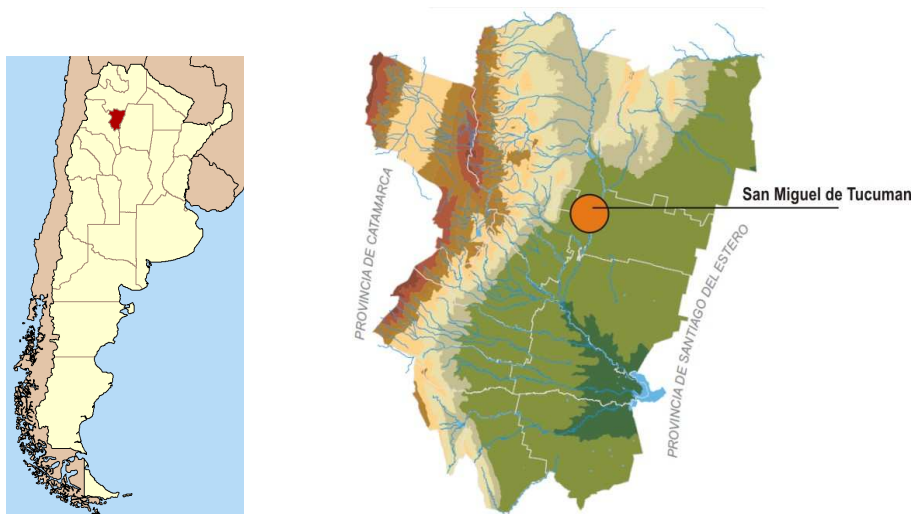 San Miguel de Tucuman
PROVINCIA DE CATAMARCA
PROVINCIA DE SANTIAGO DEL ESTERO